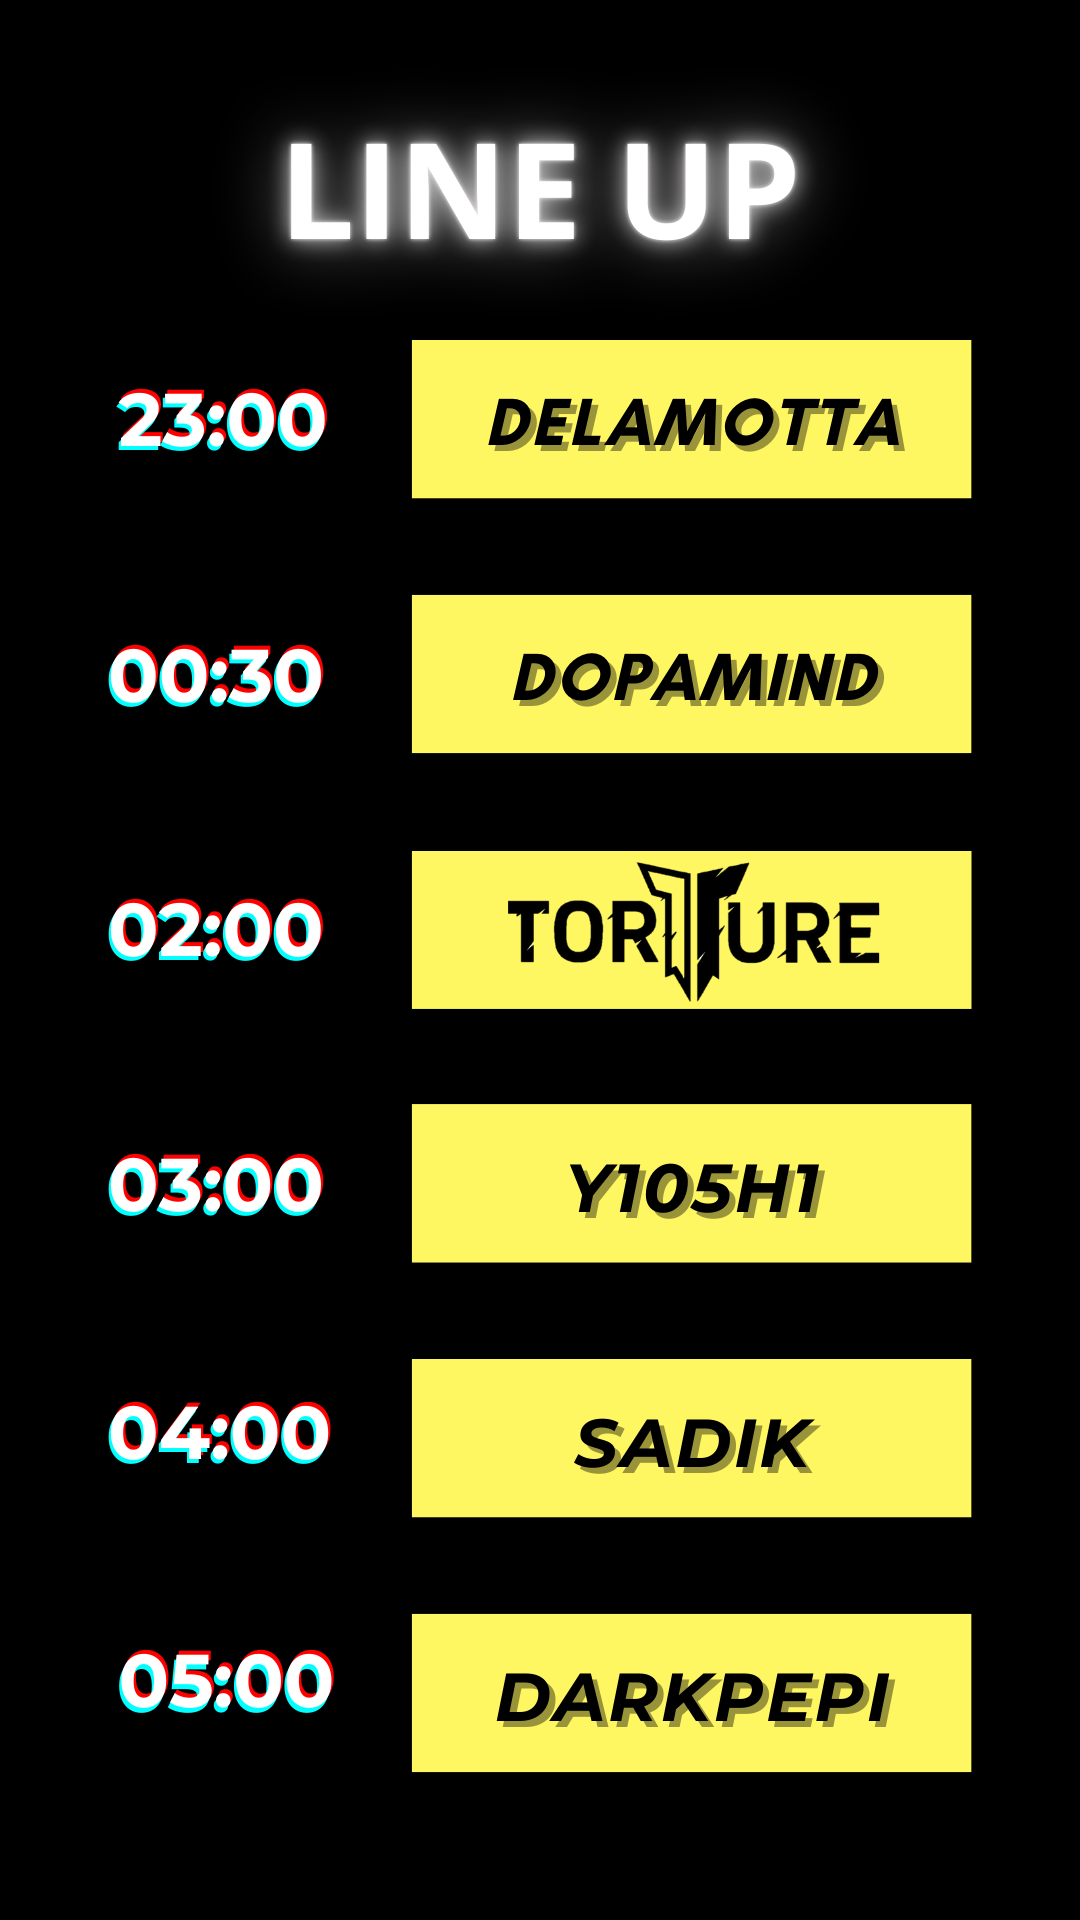 LINE UP
23:00 DELAMOTTA
00:30 DOPAMIND
02:00 TORTURE
03:00 Y105H1
04:00 SADIK
05:00 DARKPEPI